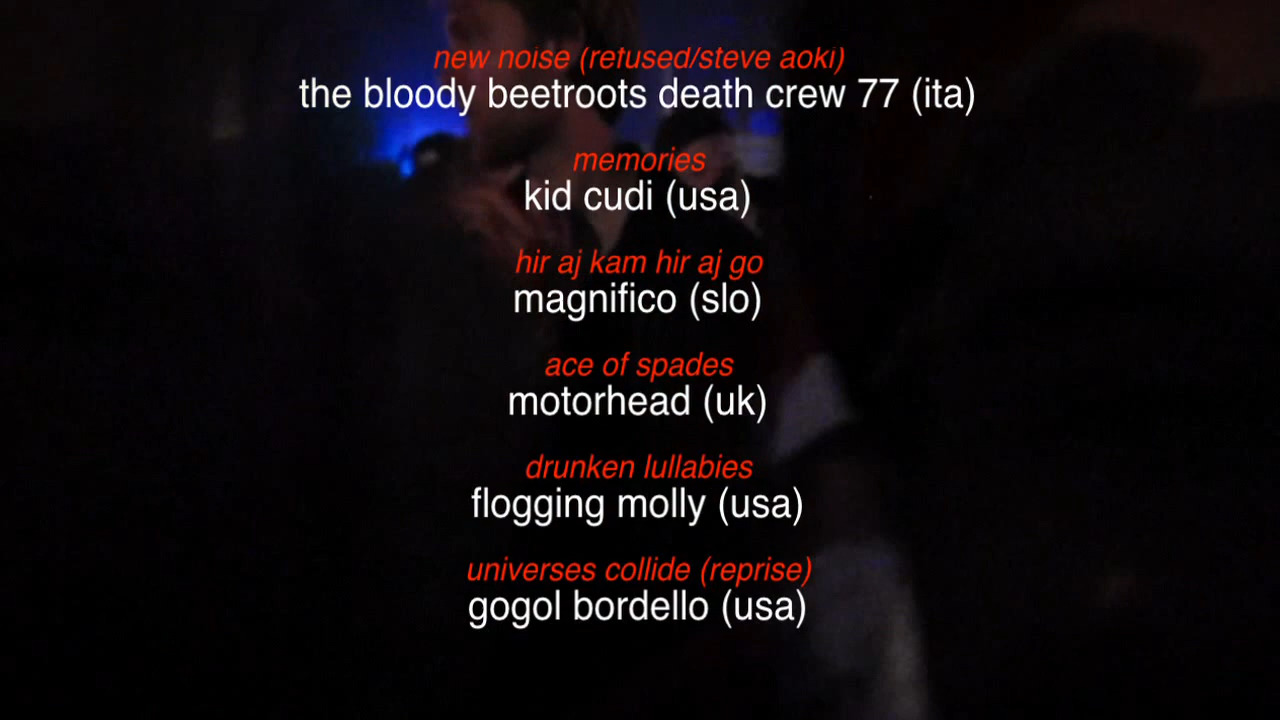 new noise (refused/steve aoki)
the bloody beetroots death crew 77 (ita)
memories
kid cudi (usa)
hir aj kam hir aj go
magnifico (slo)
ace of spades
motorhead (uk)
drunken lullabies
flogging molly (usa)
universes collide (reprise)
gogol bordello (usa)